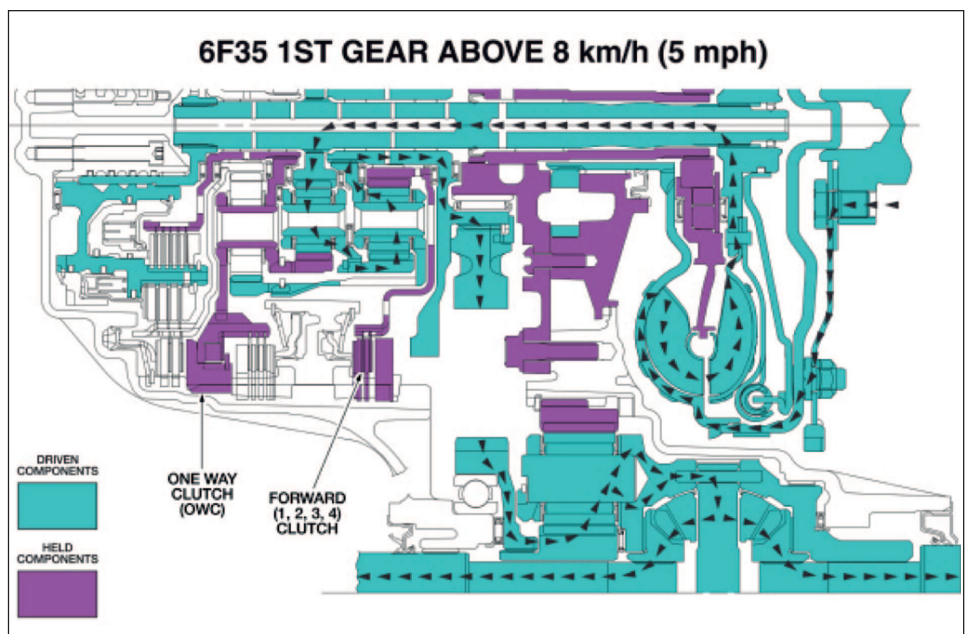 6F35 1ST GEAR ABOVE 8 km/h (5 mph)
DRIVEN
COMPONENTS
ONE WAY
CLUTCH
(OWC)
FORWARD
(1, 2, 3, 4)
CLUTCH
HELD
COMPONENTS